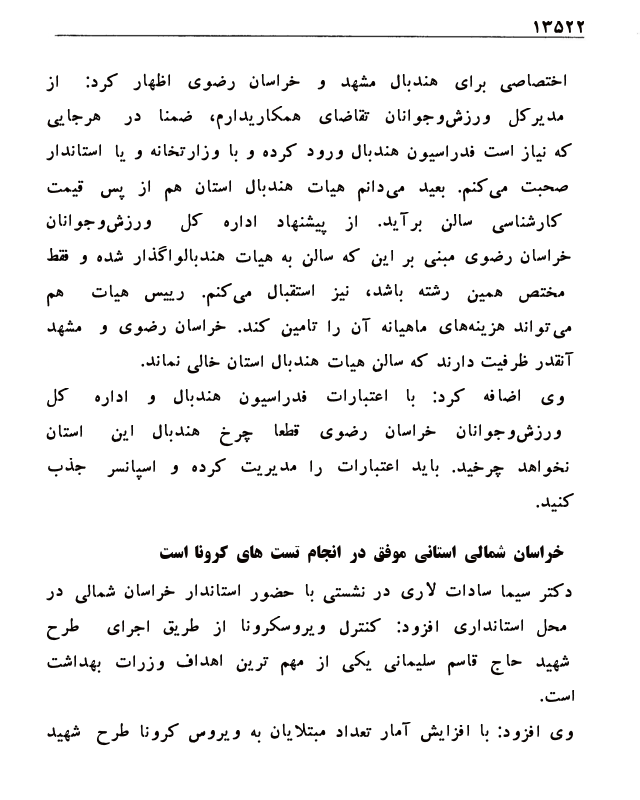 ۱۳۵۲۲
اختصاصی برای هندبال مشهد و خراسان رضوی اظهار کرد: از
مدیرکل ورزش‌وجوانان تقاضای همکاریدارم، ضمنا در هرجایی
که نیاز است فدراسیون هندبال ورود کرده و با وزارتخانه و یا استاندار
صحبت می‌کنم. بعید می‌دانم هیات هندبال استان هم از پس قیمت
کارشناسی سالن برآید. از پیشنهاد اداره کل ورزش‌وجوانان
خراسان رضوی مبنی بر این که سالن به هیات هندبالواگذار شده و فقط
مختص همین رشته باشد، نیز استقبال می‌کنم. رییس هیات هم
می‌تواند هزینه‌های ماهیانه آن را تامین کند. خراسان رضوی و مشهد
آنقدر ظرفیت دارند که سالن هیات هندبال استان خالی نماند.
وی اضافه کرد: با اعتبارات فدراسیون هندبال و اداره کل
ورزش‌وجوانان خراسان رضوی قطعا چرخ هندبال این استان
نخواهد چرخید. باید اعتبارات را مدیریت کرده و اسپانسر جذب
کنید.
خراسان شمالی استانی موفق در انجام تست های کرونا است
دکتر سیما سادات لاری در نشستی با حضور استاندار خراسان شمالی در
محل استانداری افزود: کنترل ویروسکرونا از طریق اجرای طرح
شهید حاج قاسم سلیمانی یکی از مهم ترین اهداف وزرات بهداشت
است.
وی افزود: با افزایش آمار تعداد مبتلایان به ویروس کرونا طرح شهید